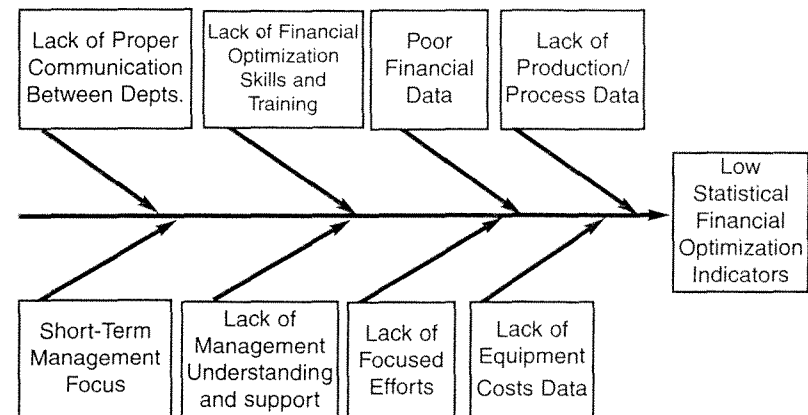 Lack of Proper
Communication
Between Depts.
Lack of Financial
Optimization
Skills and
Training
Poor
Financial
Data
Lack of
Production/
Process Data
Low
Statistical
Financial
Optimization
Indicators
Short-Term
Management
Focus
Lack of
Management
Understanding
and support
Lack of
Focused
Efforts
Lack of
Equipment
Costs Data